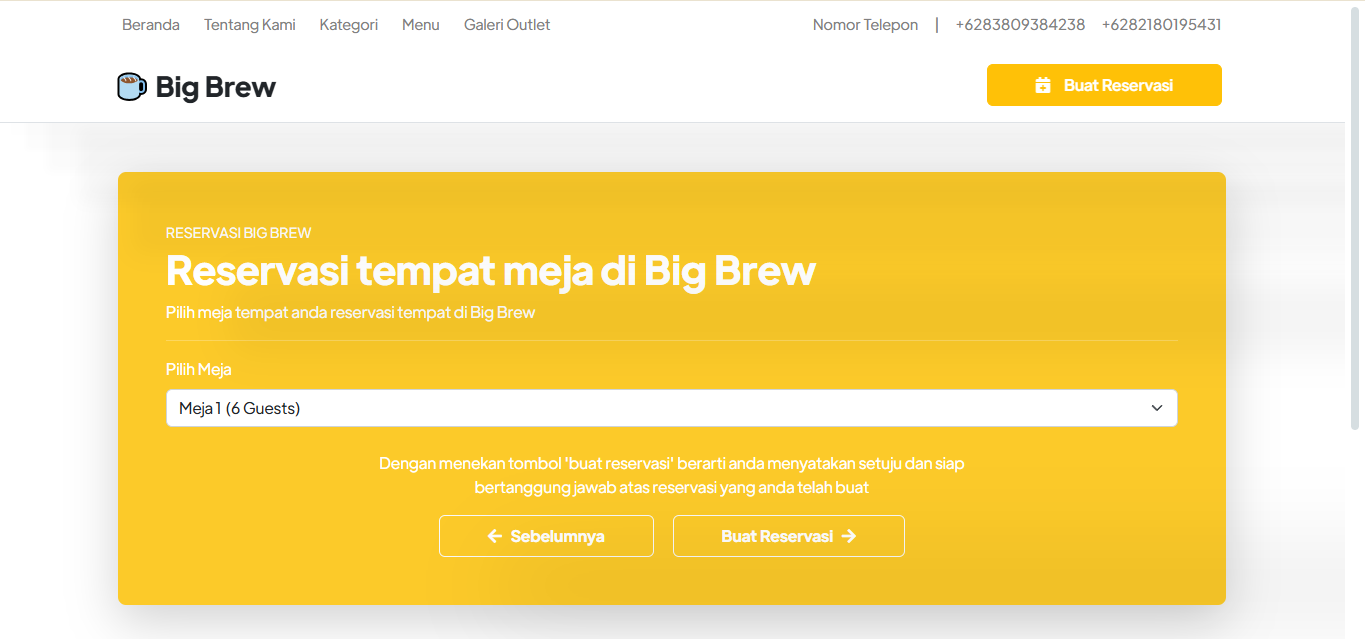 Beranda Tentang Kami Kategori Menu Galeri Outlet Nomor Telepon | +6283809384238 +6282180195431
Big Brew Buat Reservasi
RESERVASI BIG BREW
Reservasi tempat meja di Big Brew
Pilih meja tempat anda reservasi tempat di Big Brew
Pilih Meja
Meja 1 (6 Guests)
Dengan menekan tombol 'buat reservasi' berarti anda menyatakan setuju dan siap
bertanggung jawab atas reservasi yang anda telah buat
Sebelumnya Buat Reservasi